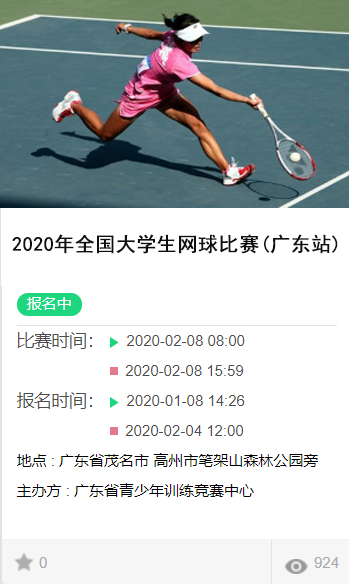 2020年全国大学生网球比赛(广东站)
报名中
比赛时间: 2020-02-08 08:00
2020-02-08 15:59
报名时间: 2020-01-08 14:26
2020-02-04 12:00
地点 : 广东省茂名市 高州市笔架山森林公园旁
主办方 : 广东省青少年训练竞赛中心
0
924